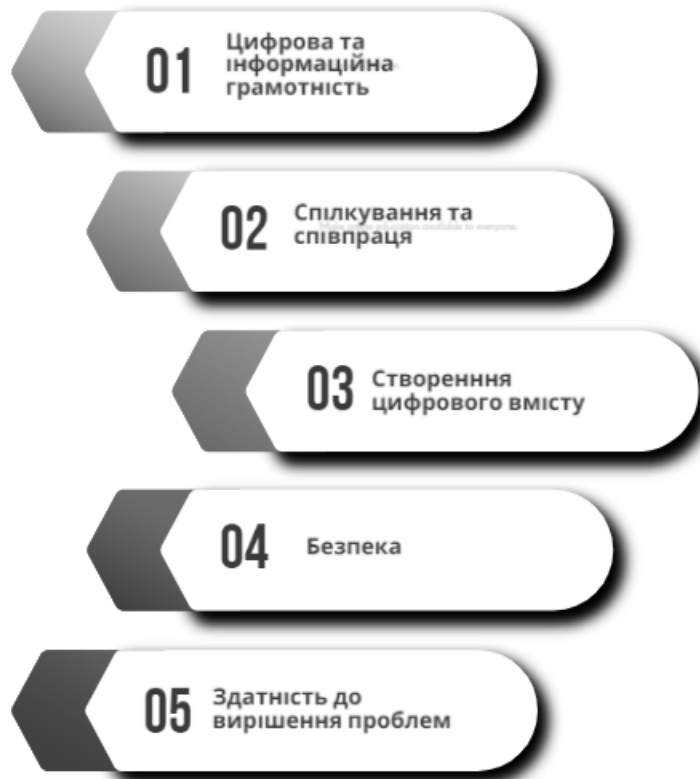 01
Цифрова та
інформаційна
грамотність
02
Спілкування та
співпраця
03
Створенння
цифрового вмісту
04
Безпека
05
Здатність до
вирішення проблем